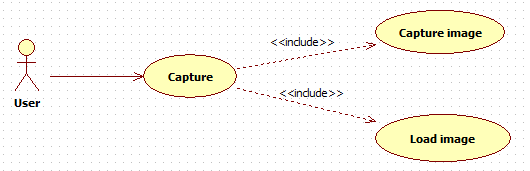 <<include>>
Capture image
User
Capture
<<include>>
Load image